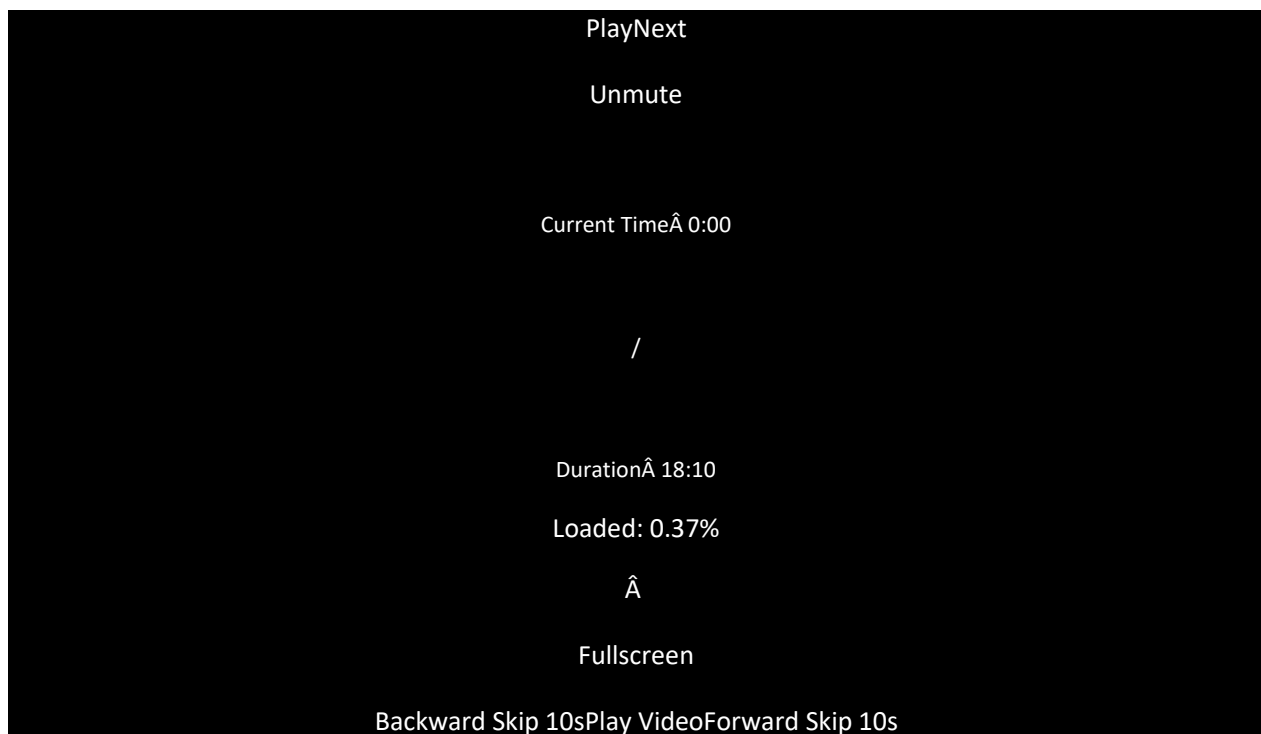 PlayNext
Unmute
Current TimeÂ 0:00
/
DurationÂ 18:10
Loaded: 0.37%
Â
Fullscreen
Backward Skip 10sPlay VideoForward Skip 10s